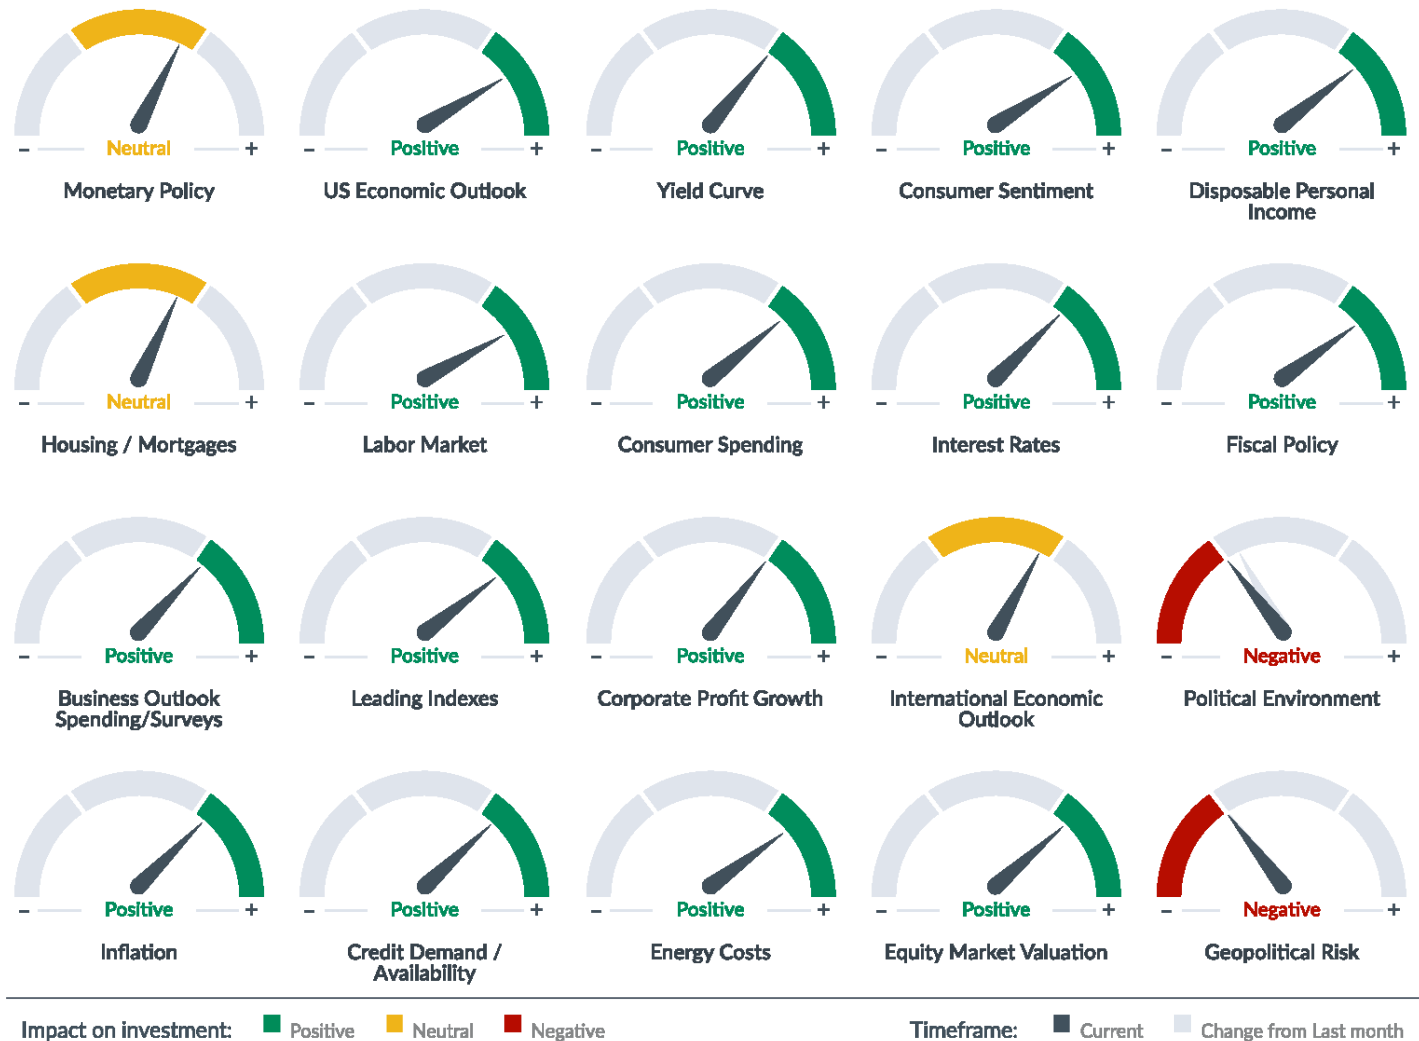 - Neutral +
Monetary Policy
- Positive +
US Economic Outlook
- Positive +
Yield Curve
- Positive +
Consumer Sentiment
- Positive +
Disposable Personal
Income
- Neutral +
Housing / Mortgages
- Positive +
Labor Market
- Positive +
Consumer Spending
- Positive +
Interest Rates
- Positive +
Fiscal Policy
- Positive +
Business Outlook
Spending/Surveys
- Positive +
Leading Indexes
- Positive +
Corporate Profit Growth
- Neutral +
International Economic
Outlook
- Negative +
Political Environment
- Positive +
Inflation
- Positive +
Credit Demand /
Availability
- Positive +
Energy Costs
- Positive +
Equity Market Valuation
- Negative +
Geopolitical Risk
Impact on investment: Positive Neutral Negative
Timeframe: Current Change from Last month